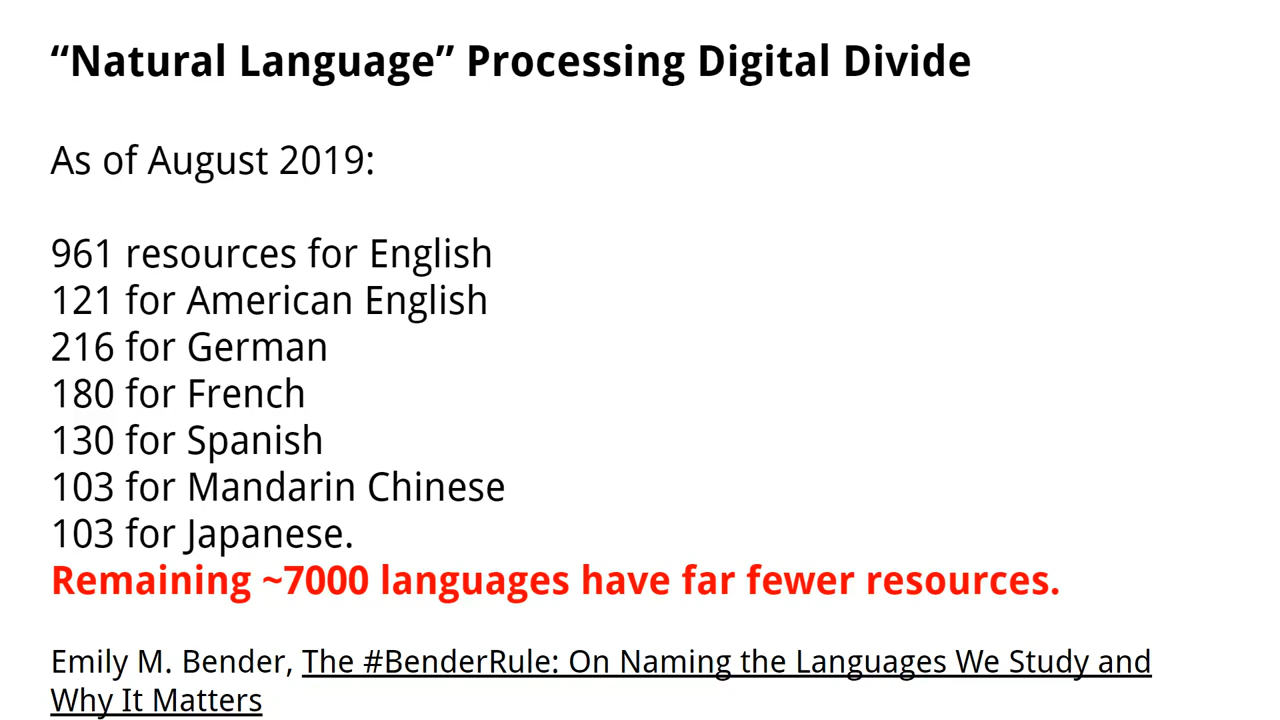 “Natural Language” Processing Digital Divide
As of August 2019:
961 resources for English
121 for American English
216 for German
180 for French
130 for Spanish
103 for Mandarin Chinese
103 for Japanese.
Remaining ~7000 languages have far fewer resources.
Emily M. Bender, The #BenderRule: On Naming the Languages We Study and
Why It Matters